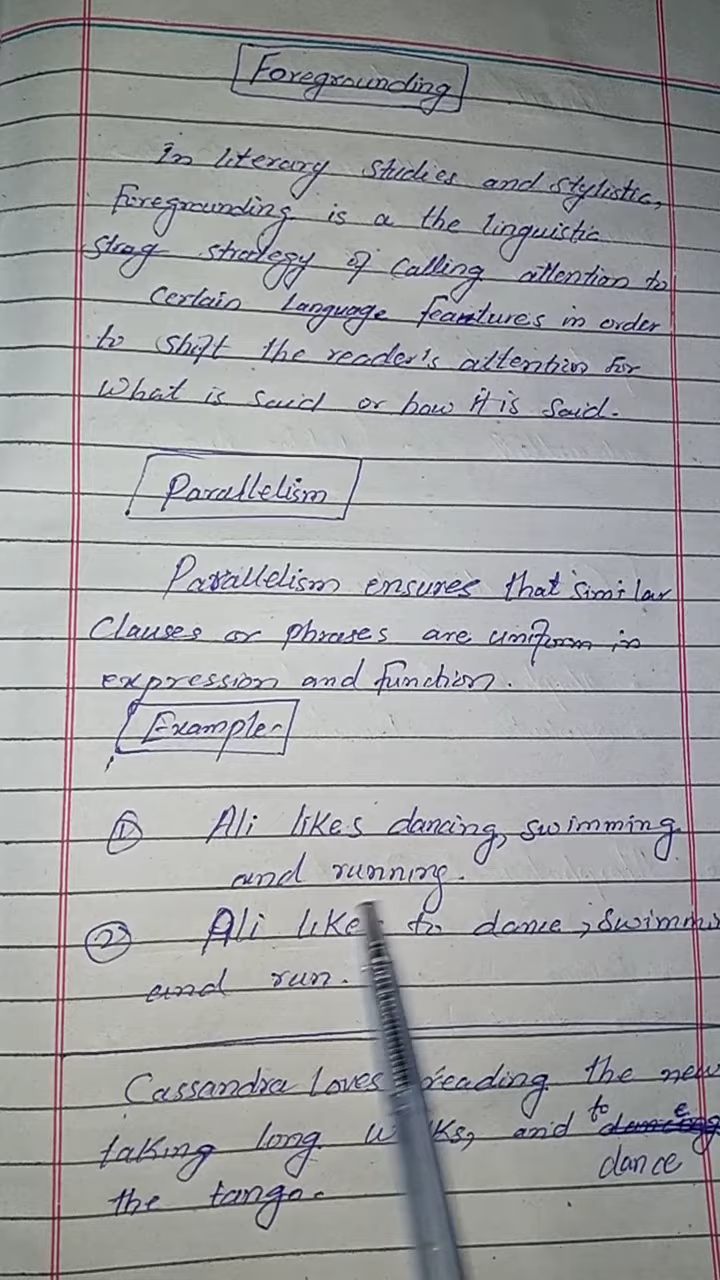 Foregrounding
In literary studies and stylistic,
Foregrounding is a the linguistic
strag strategy of calling attention to
certain language features in order
to shift the reader's attention for
what is said or how it is said.
Parallelism
Parallelism ensures that similar
clauses or phrases are uniform in
expression and function.
Example-
① Ali likes dancing, swimming
and running.
② Ali like to dance, swimmi
and run.
Cassandra loves reading the new
taking long and to
dance
the tango.